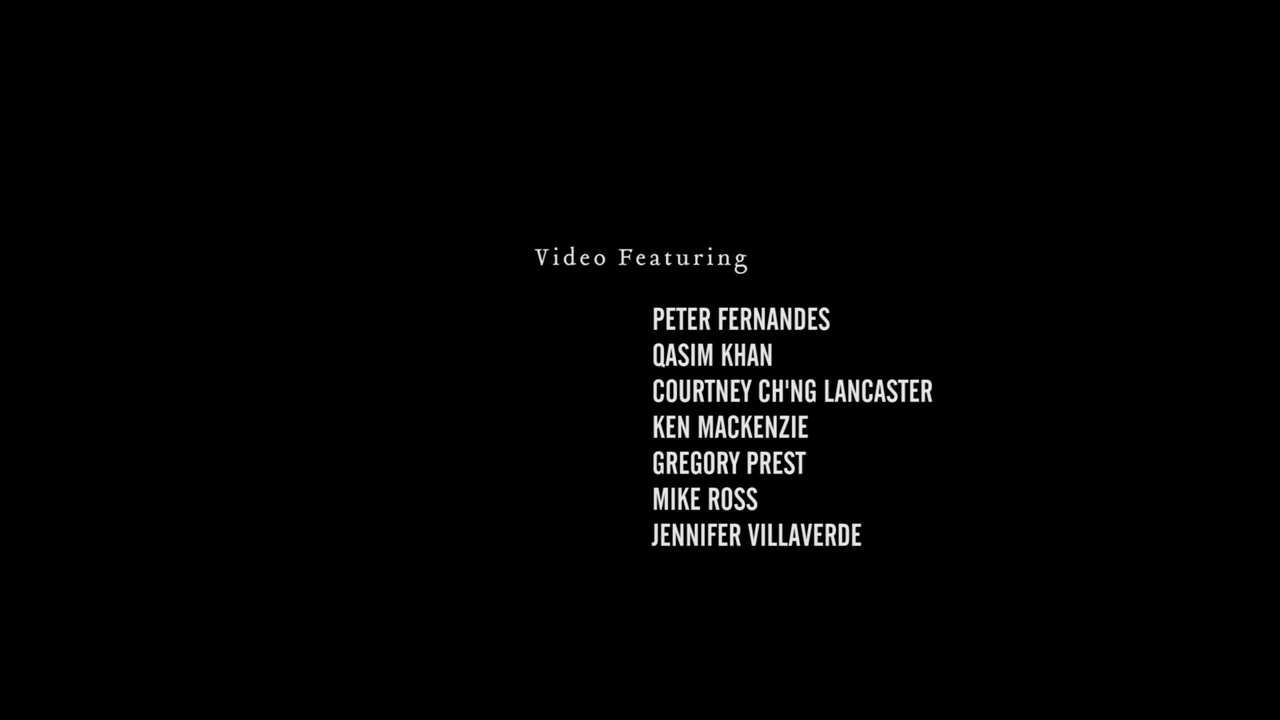 Video Featuring
PETER FERNANDES
QASIM KHAN
COURTNEY CH'NG LANCASTER
KEN MACKENZIE
GREGORY PREST
MIKE ROSS
JENNIFER VILLAVERDE